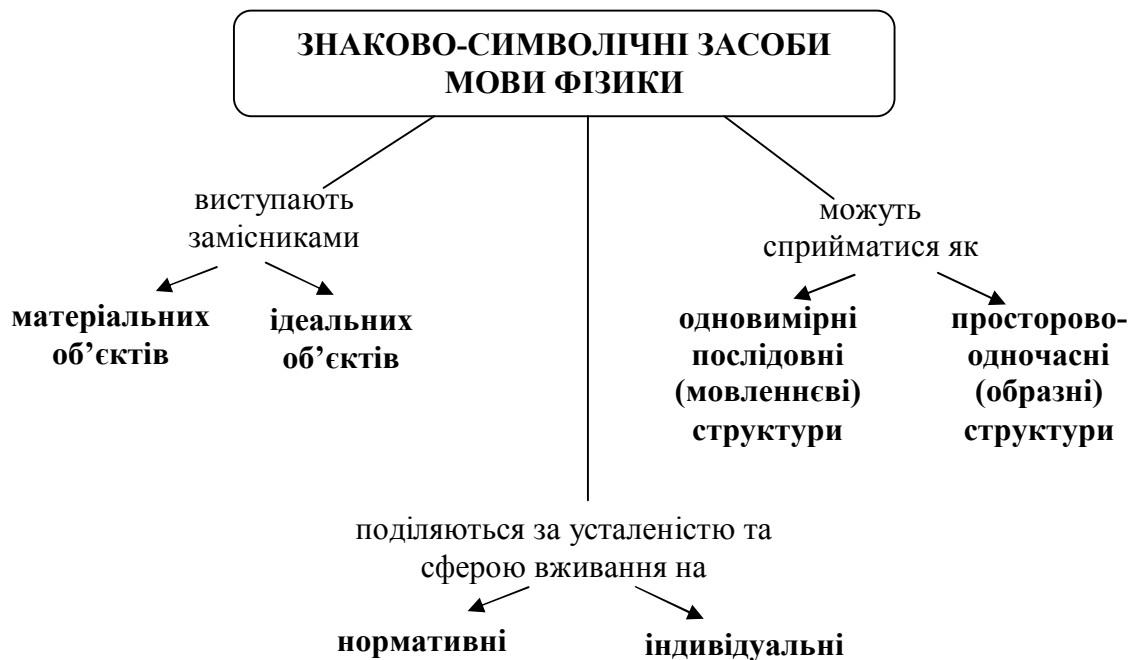 ЗНАКОВО-СИМВОЛІЧНІ ЗАСОБИ
МОВИ ФІЗИКИ
виступають
замісниками
матеріальних
об’єктів
ідеальних
об’єктів
можуть
сприйматися як
одновимірні
послідовні
(мовленнєві)
структури
просторово-
одночасні
(образні)
структури
поділяються за усталеністю та
сферою вживання на
нормативні
індивідуальні